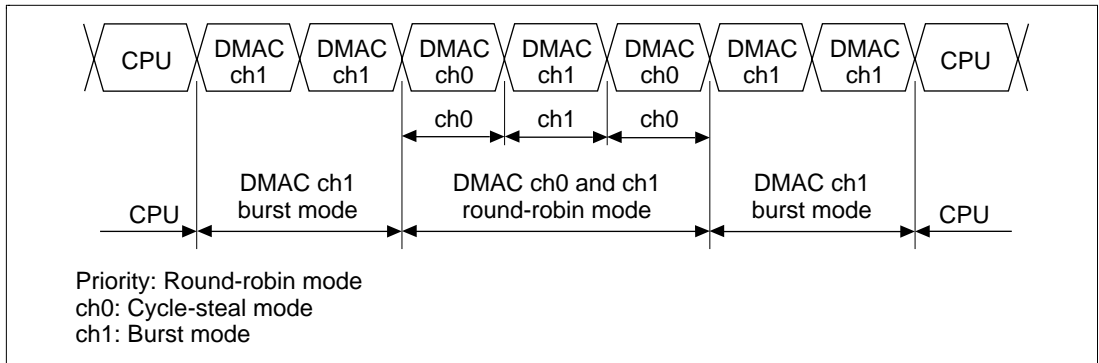 CPU
DMAC
ch1
DMAC
ch1
DMAC
ch0
DMAC
ch1
DMAC
ch0
DMAC
ch1
DMAC
ch1
CPU
ch0
ch1
ch0
CPU
DMAC ch1
burst mode
DMAC ch0 and ch1
round-robin mode
DMAC ch1
burst mode
CPU
Priority: Round-robin mode
ch0: Cycle-steal mode
ch1: Burst mode